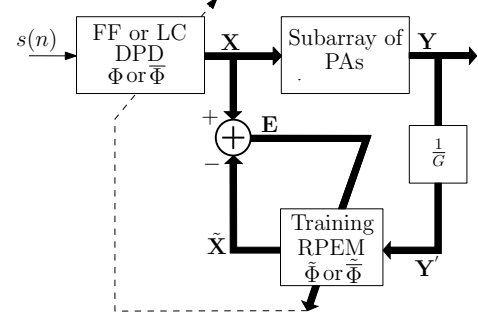 s(n)
FF or LC
DPD
Φ or Φ̅
X
Subarray of
PAs
Y
+
E
−
1/G
X̃
Training
RPEM
Φ̃ or Φ̅̃
Y′